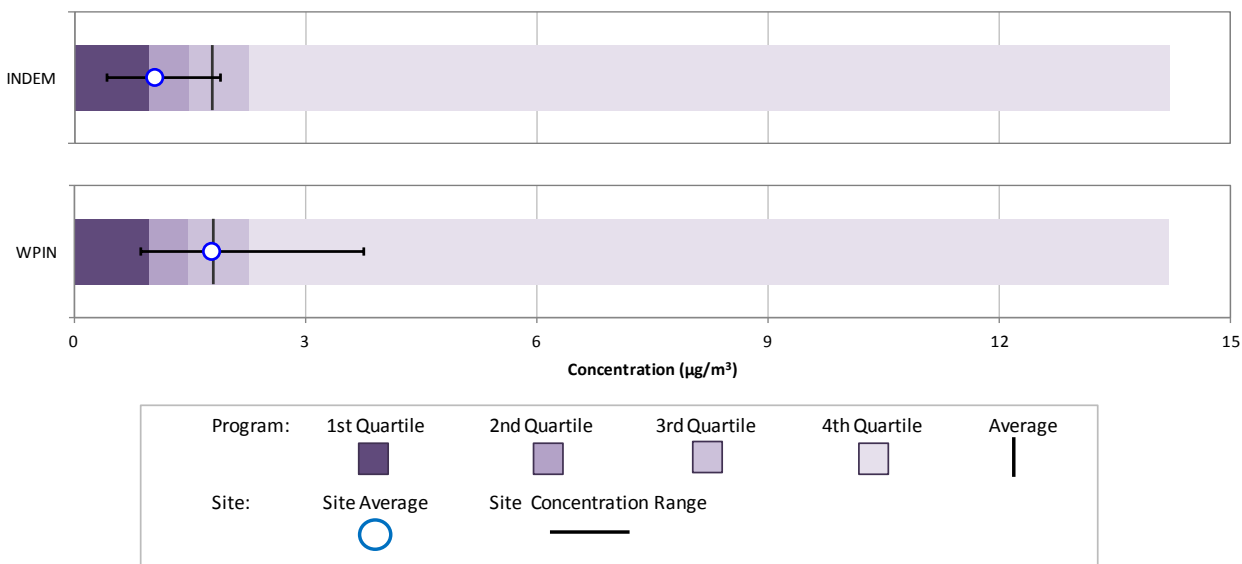 INDEM
WPIN
0 3 6 9 12 15
Concentration (µg/m³)
Program: 1st Quartile 2nd Quartile 3rd Quartile 4th Quartile Average
Site: Site Average Site Concentration Range